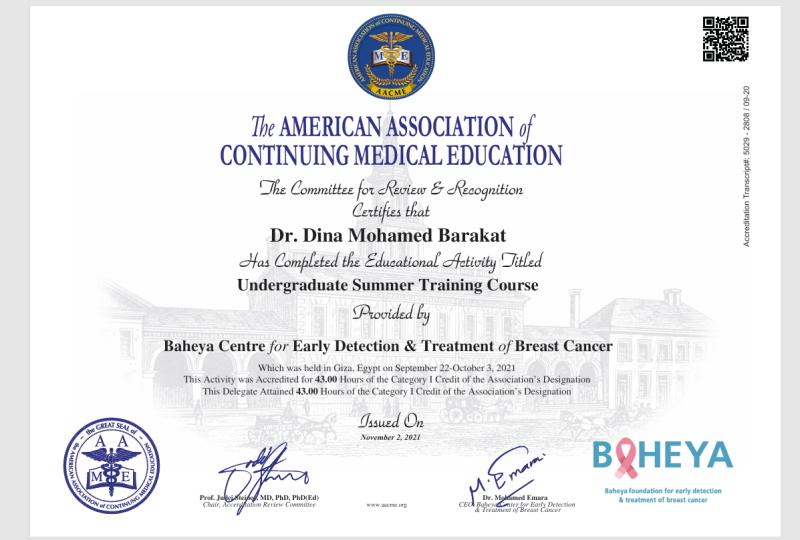 AMERICAN ASSOCIATION of CONTINUING MEDICAL EDUCATION
M E
AACME
The AMERICAN ASSOCIATION of
CONTINUING MEDICAL EDUCATION
The Committee for Review & Recognition
Certifies that
Dr. Dina Mohamed Barakat
Has Completed the Educational Activity Titled
Undergraduate Summer Training Course
Provided by
Baheya Centre for Early Detection & Treatment of Breast Cancer
Which was held in Giza, Egypt on September 22-October 3, 2021
This Activity was Accredited for 43.00 Hours of the Category I Credit of the Association's Designation
This Delegate Attained 43.00 Hours of the Category I Credit of the Association's Designation
Issued On
November 2, 2021
Accreditation Transcript#: 5029 - 2808 / 09-20
the GREAT SEAL of
the AMERICAN ASSOCIATION of CONTINUING MEDICAL EDUCATION
A A
M E
Prof. MD, PhD, PhD(Ed)
Chair, Accreditation Review Committee
www.aacme.org
M. Emara
Dr. Mohamed Emara
CEO Baheya Center for Early Detection
& Treatment of Breast Cancer
BAHEYA
Baheya foundation for early detection
& treatment of breast cancer